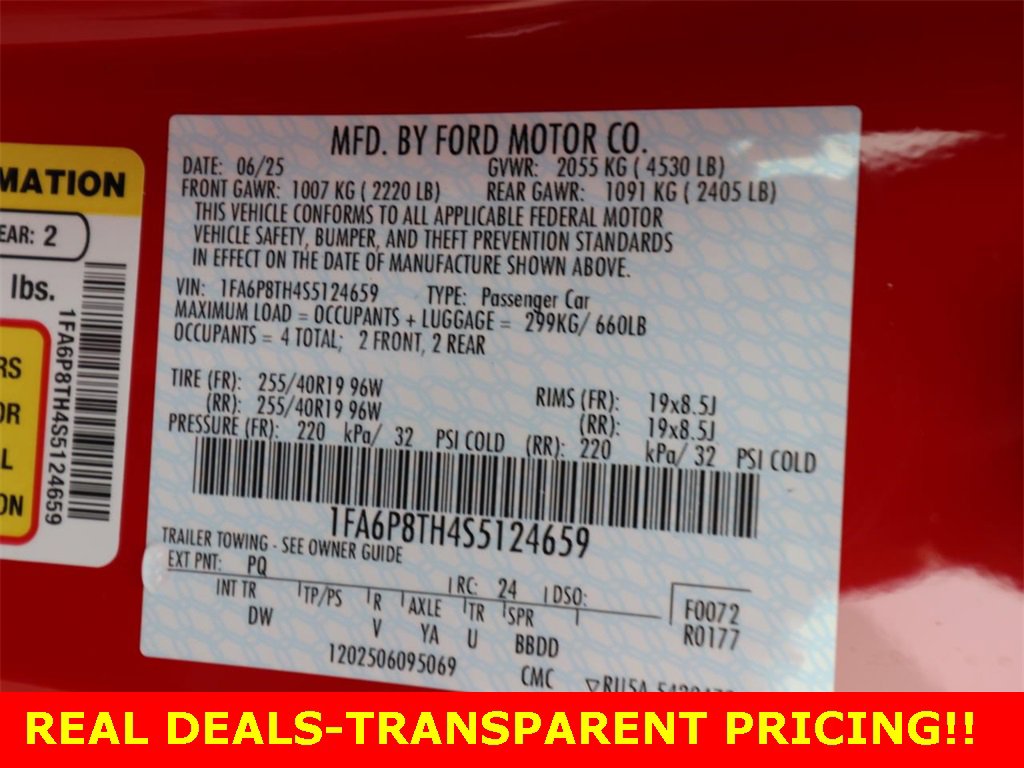 MATION
EAR: 2
lbs.
1FA6P8TH4S5124659
RS
OR
L
ON
MFD. BY FORD MOTOR CO.
DATE: 06/25 GVWR: 2055 KG ( 4530 LB)
FRONT GAWR: 1007 KG ( 2220 LB) REAR GAWR: 1091 KG ( 2405 LB)
THIS VEHICLE CONFORMS TO ALL APPLICABLE FEDERAL MOTOR
VEHICLE SAFETY, BUMPER, AND THEFT PREVENTION STANDARDS
IN EFFECT ON THE DATE OF MANUFACTURE SHOWN ABOVE.
VIN: 1FA6P8TH4S5124659 TYPE: Passenger Car
MAXIMUM LOAD = OCCUPANTS + LUGGAGE = 299KG/ 660LB
OCCUPANTS = 4 TOTAL; 2 FRONT, 2 REAR
TIRE (FR): 255/40R19 96W RIMS (FR): 19x8.5J
(RR): 255/40R19 96W (RR): 19x8.5J
PRESSURE (FR): 220 kPa/ 32 PSI COLD (RR): 220 kPa/ 32 PSI COLD
1FA6P8TH4S5124659
TRAILER TOWING - SEE OWNER GUIDE
EXT PNT: PQ RC: 24 DSO: F0072
INT TR TP/PS R AXLE TR SPR R0177
DW V YA U BBDD
1202506095069 CMC
REAL DEALS-TRANSPARENT PRICING!!